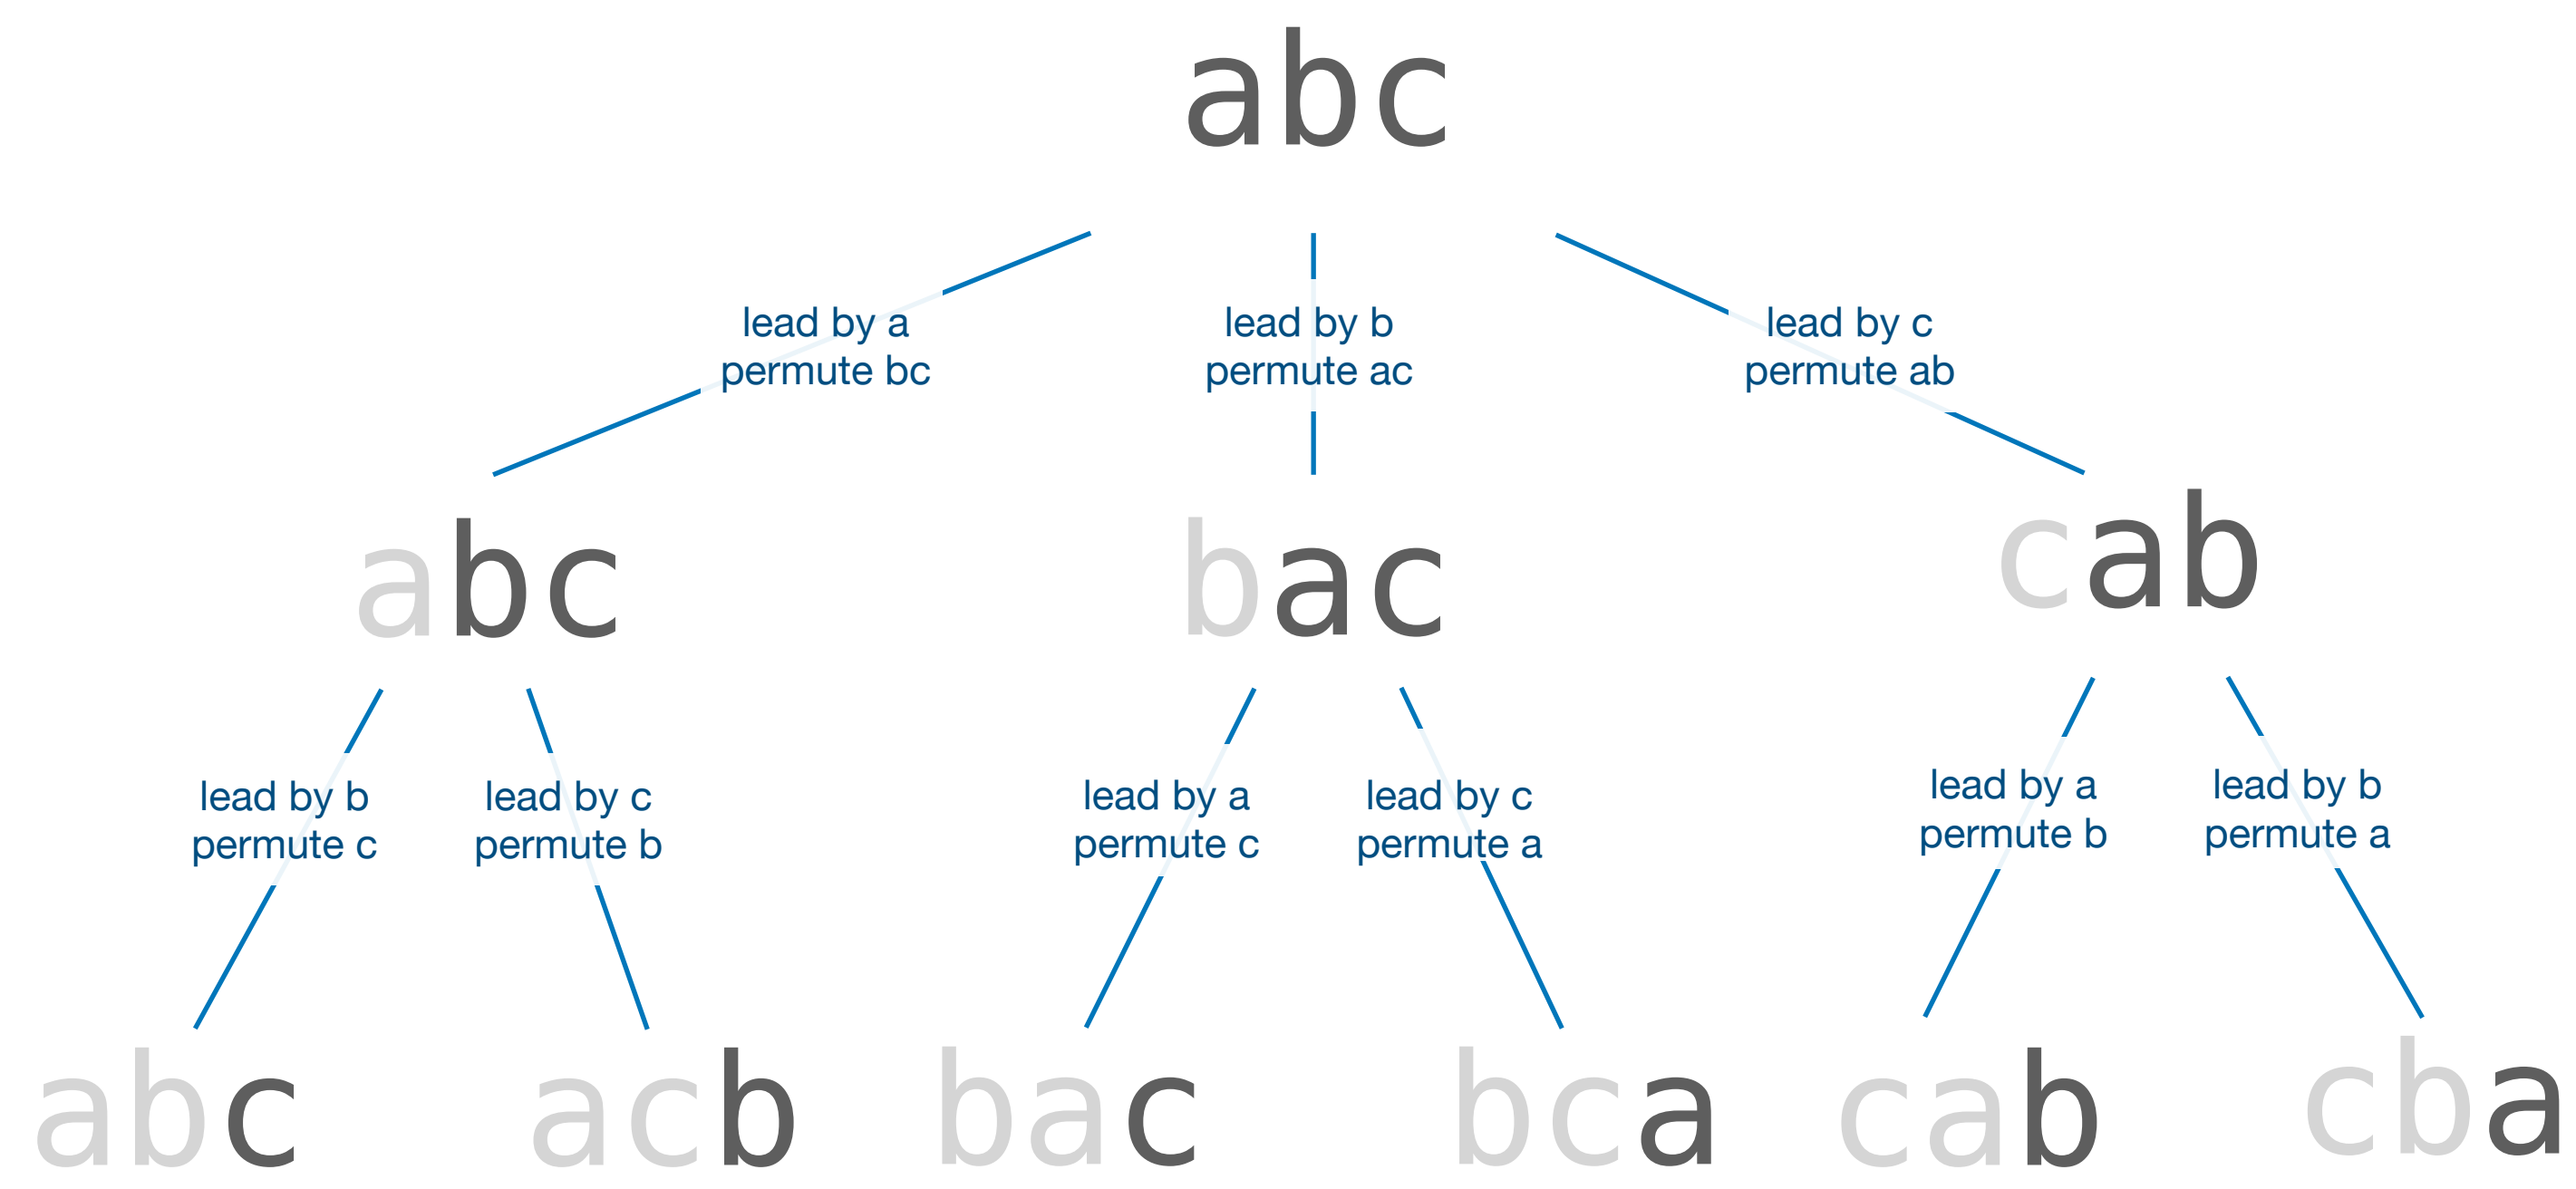 abc
lead by a
permute bc
lead by b
permute ac
lead by c
permute ab
abc
bac
cab
lead by b
permute c
lead by c
permute b
lead by a
permute c
lead by c
permute a
lead by a
permute b
lead by b
permute a
abc
acb
bac
bca
cab
cba